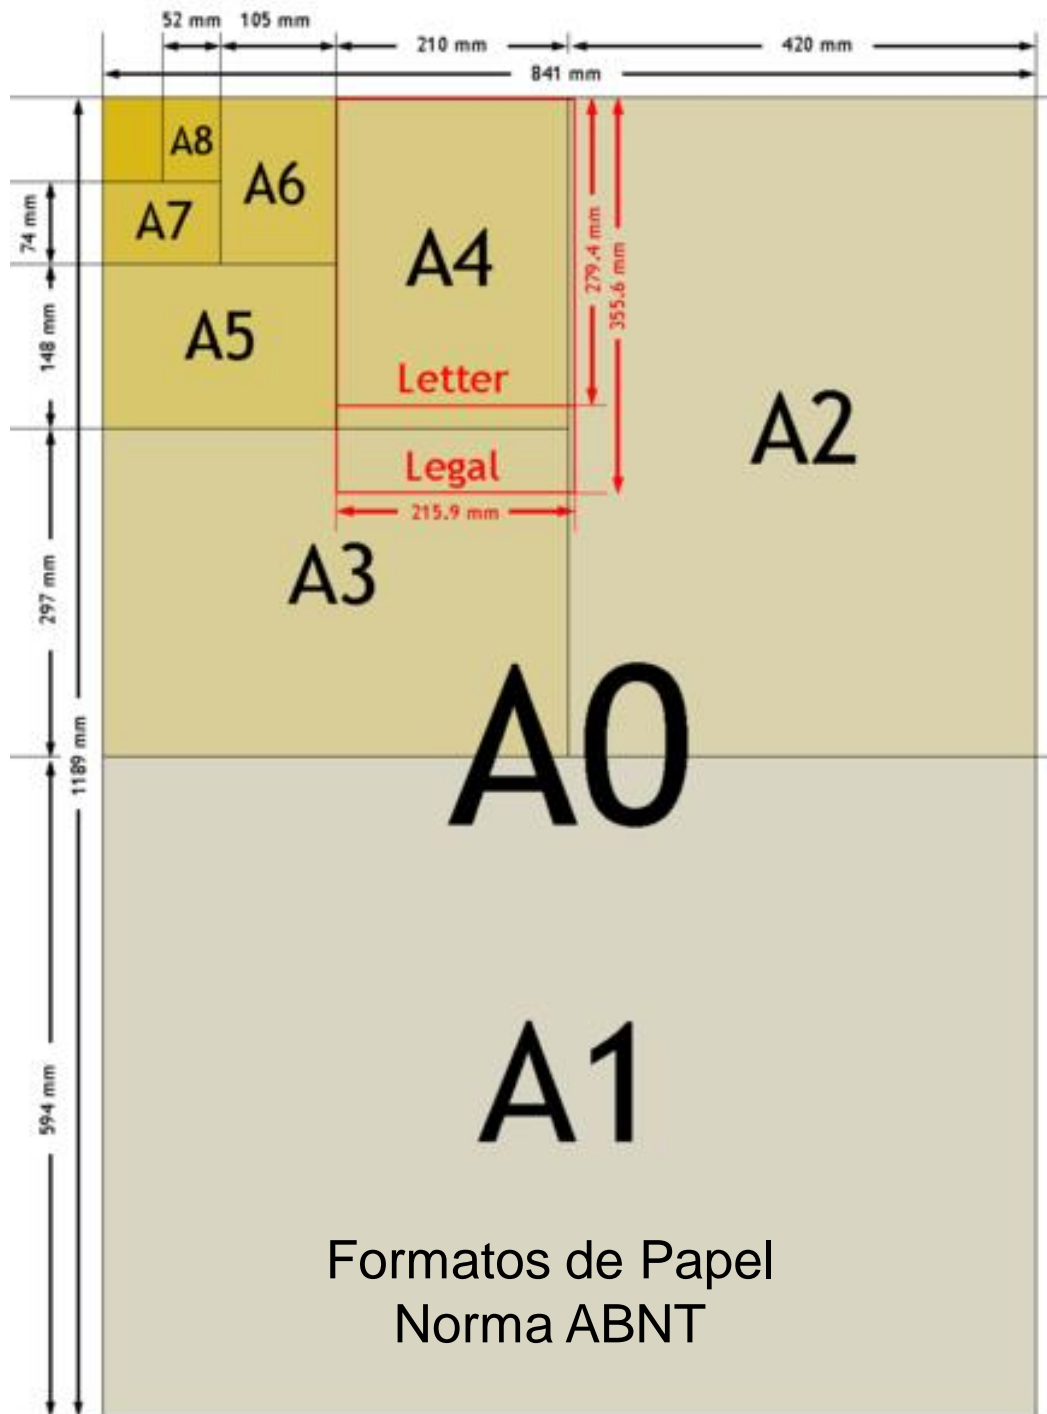 52 mm
105 mm
210 mm
420 mm
841 mm
A8
A6
A7
A4
A5
74 mm
148 mm
279.4 mm
355.6 mm
Letter
A2
Legal
215.9 mm
A3
297 mm
A0
1189 mm
A1
594 mm
Formatos de Papel
Norma ABNT